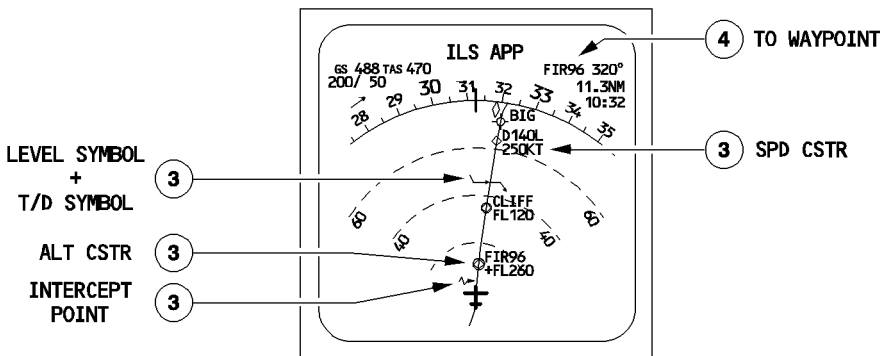 ILS APP
GS 488 TAS 470
200/ 50
FIR96 320°
11.3NM
10:32
28 29 30 31 32 33 34 35
BIG
D140L
250KT
CLIFF
FL120
FIR96
+FL260
60 60
40 40
4 TO WAYPOINT
3 SPD CSTR
LEVEL SYMBOL
+
T/D SYMBOL
3
ALT CSTR 3
INTERCEPT
POINT
3